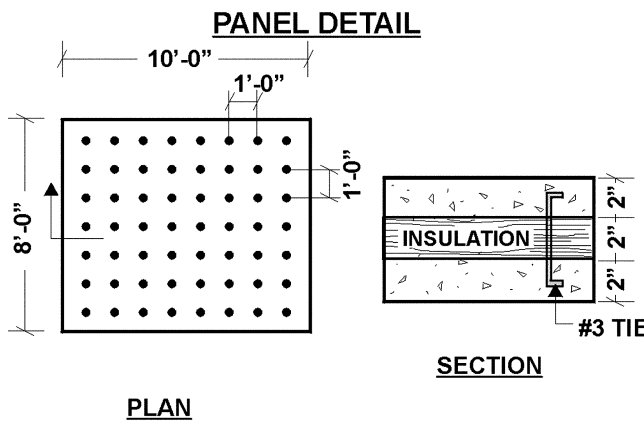 PANEL DETAIL
10'-0"
1'-0"
1'-0"
8'-0"
INSULATION
2"
2"
2"
#3 TIE
SECTION
PLAN